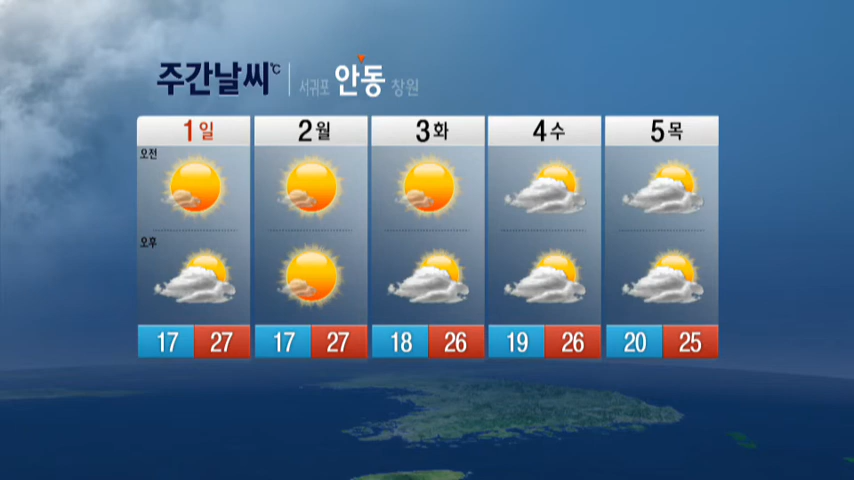 주간날씨℃ 서귀포 안동 창원
1일 2월 3화 4수 5목
오전
오후
17 27 17 27 18 26 19 26 20 25